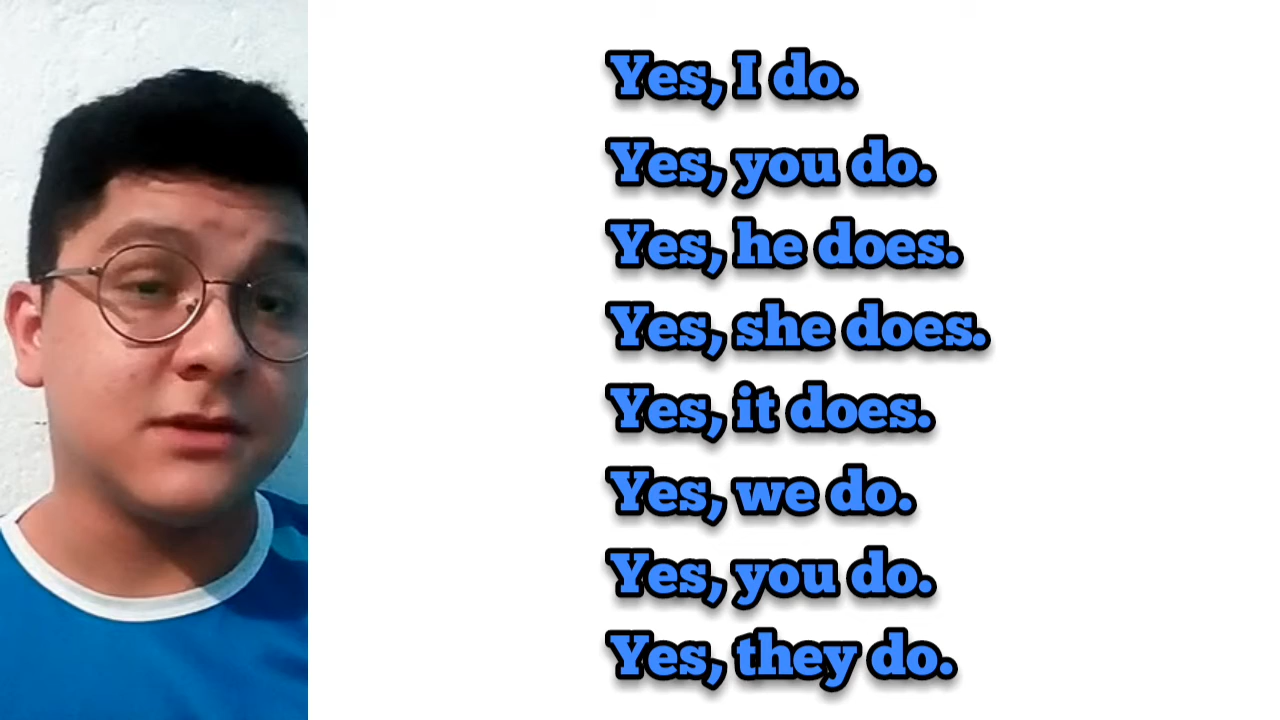 Yes, I do.
Yes, you do.
Yes, he does.
Yes, she does.
Yes, it does.
Yes, we do.
Yes, you do.
Yes, they do.